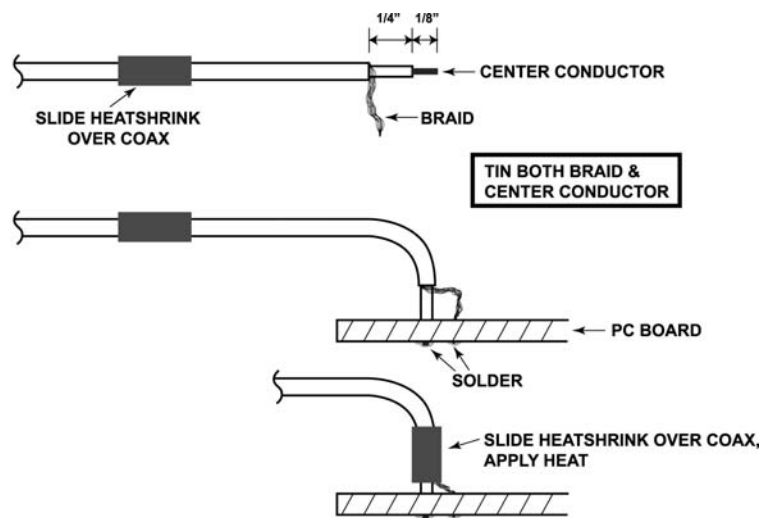 1/4”
1/8”
CENTER CONDUCTOR
SLIDE HEATSHRINK
OVER COAX
BRAID
TIN BOTH BRAID &
CENTER CONDUCTOR
PC BOARD
SOLDER
SLIDE HEATSHRINK OVER COAX,
APPLY HEAT